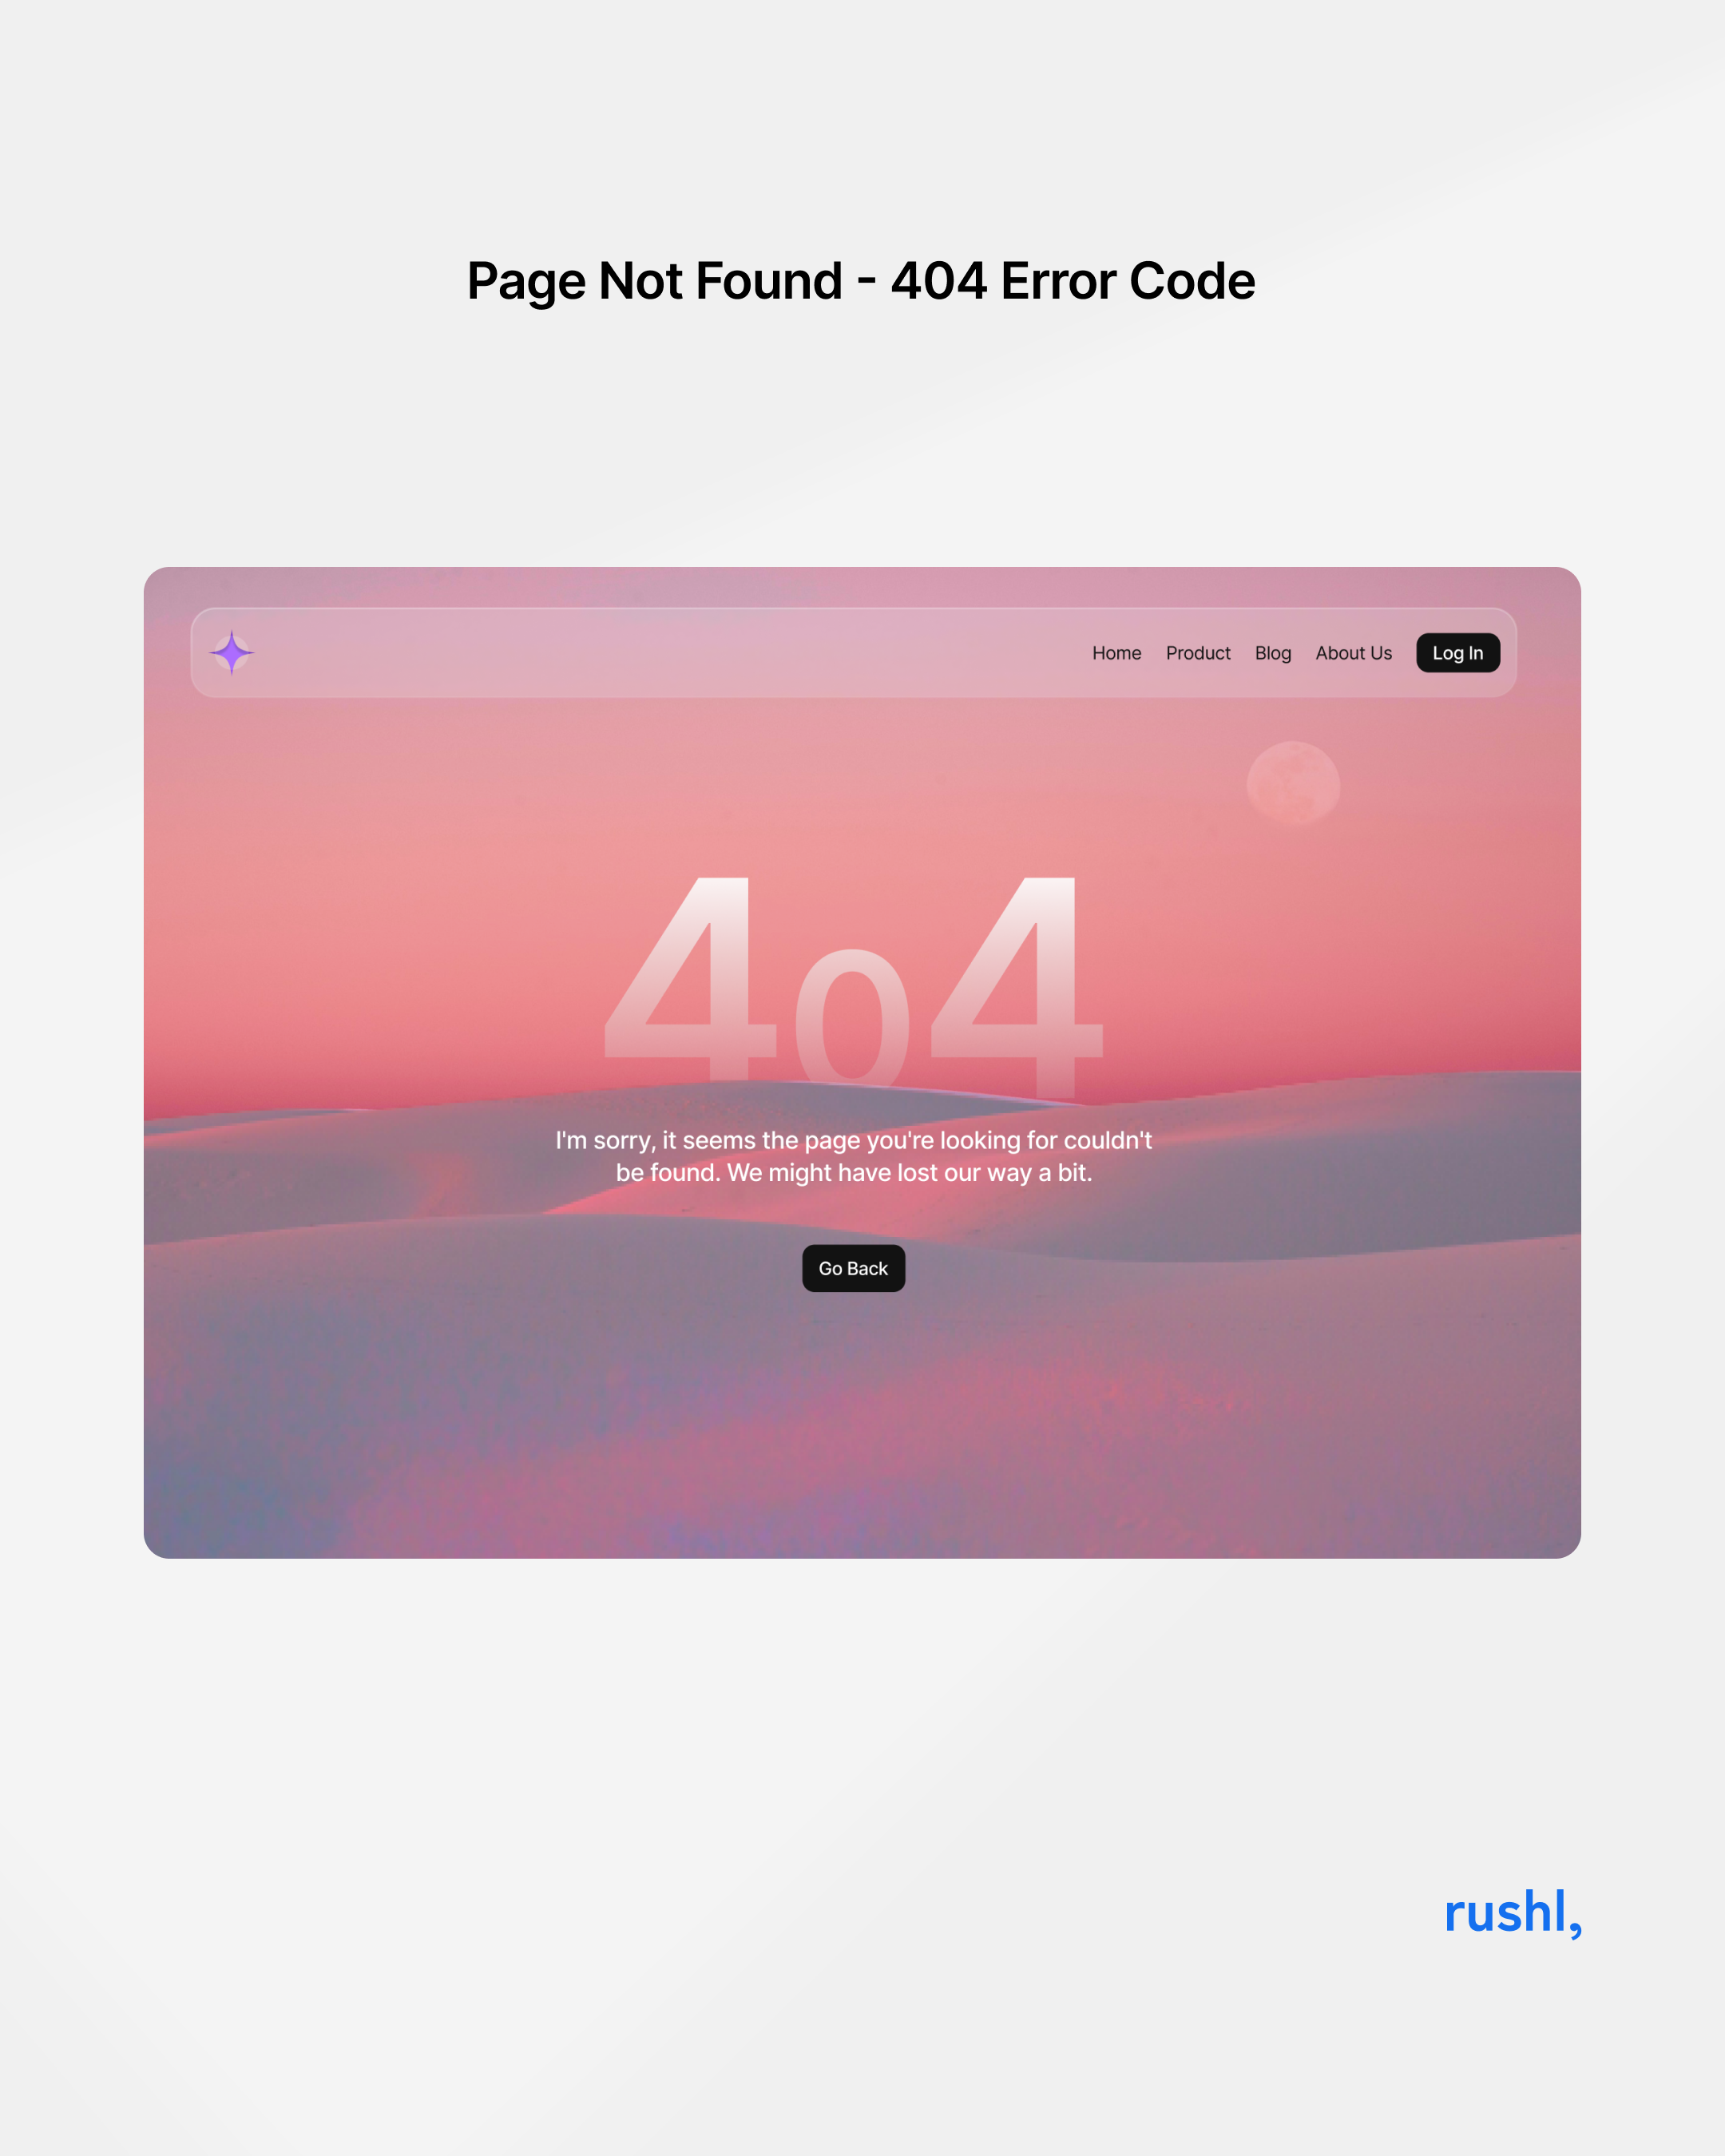 Page Not Found - 404 Error Code
Home Product Blog About Us Log In
404
I'm sorry, it seems the page you're looking for couldn't
be found. We might have lost our way a bit.
Go Back
rushl,